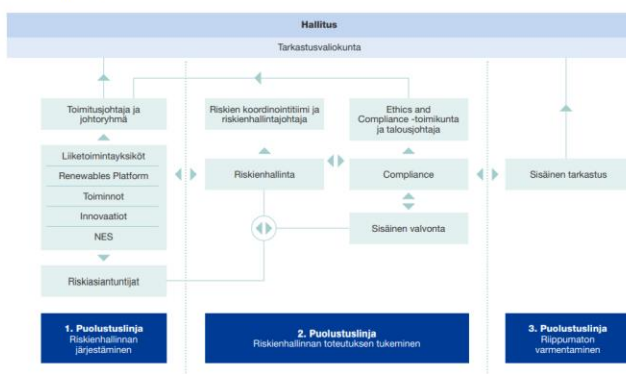 Hallitus
Tarkastusvaliokunta
Toimitusjohtaja ja
johtoryhmä
Riskien koordinointitiimi ja
riskienhallintajohtaja
Ethics and
Compliance -toimikunta
ja talousjohtaja
Liiketoimintayksiköt
Renewables Platform
Toiminnot
Innovaatiot
NES
Riskienhallinta
Compliance
Sisäinen tarkastus
Sisäinen valvonta
Riskiasiantuntijat
1. Puolustuslinja
Riskienhallinnan
järjestäminen
2. Puolustuslinja
Riskienhallinnan toteutuksen tukeminen
3. Puolustuslinja
Riippumaton
varmentaminen